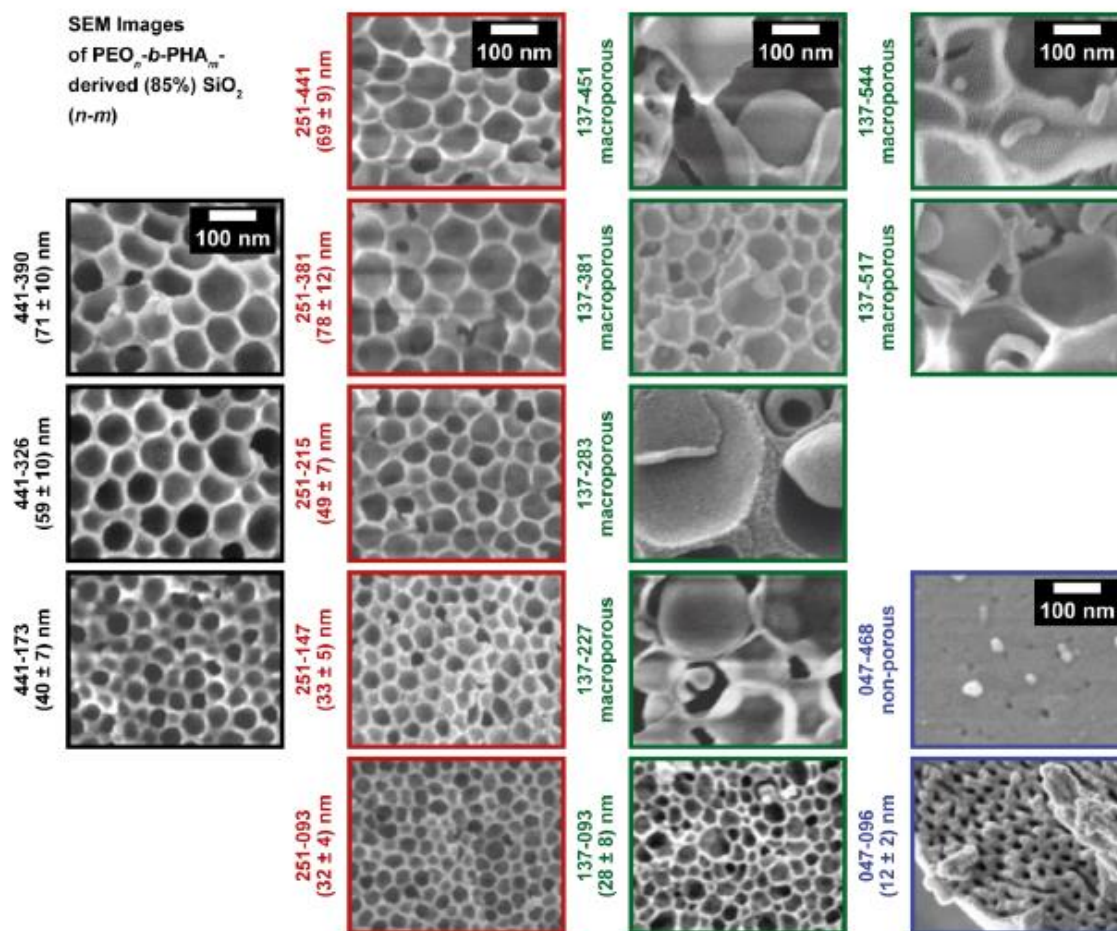 SEM Images
of PEOₙ-b-PHAₘ-
derived (85%) SiO₂
(n-m)
251-441
(69 ± 9) nm
100 nm
137-451
macroporous
100 nm
137-544
macroporous
100 nm
441-390
(71 ± 10) nm
100 nm
251-381
(78 ± 12) nm
137-381
macroporous
137-517
macroporous
441-326
(59 ± 10) nm
251-215
(49 ± 7) nm
137-283
macroporous
441-173
(40 ± 7) nm
251-147
(33 ± 5) nm
137-227
macroporous
047-468
non-porous
100 nm
251-093
(32 ± 4) nm
137-093
(28 ± 8) nm
047-096
(12 ± 2) nm